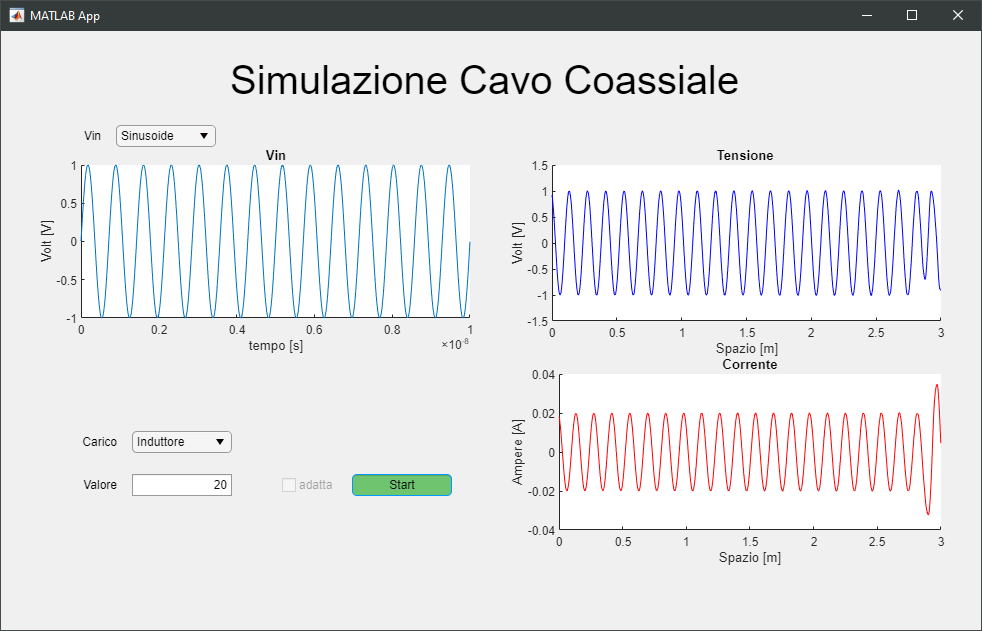 MATLAB App
Simulazione Cavo Coassiale
Vin Sinusoide
Vin
1
0.5
0
-0.5
-1
Volt [V]
0 0.2 0.4 0.6 0.8 1
×10⁻⁸
tempo [s]
Carico Induttore
Valore 20 adatta Start
Tensione
1.5
1
0.5
0
-0.5
-1
-1.5
Volt [V]
0 0.5 1 1.5 2 2.5 3
Spazio [m]
Corrente
0.04
0.02
0
-0.02
-0.04
Ampere [A]
0 0.5 1 1.5 2 2.5 3
Spazio [m]